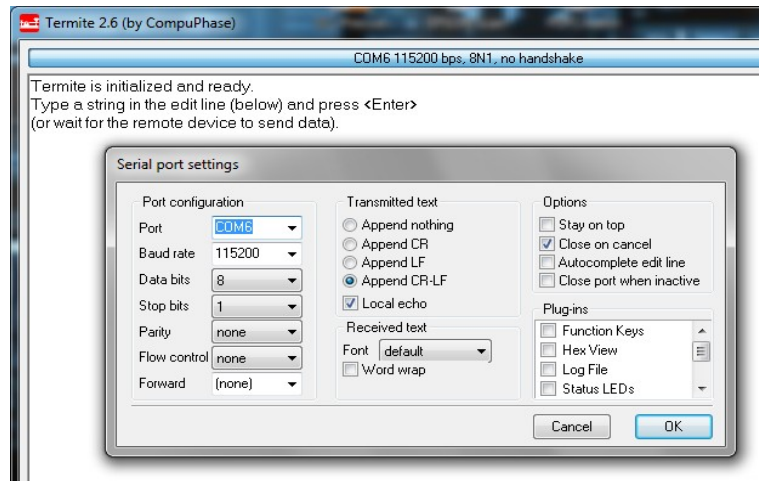 Termite 2.6 (by CompuPhase)
COM6 115200 bps, 8N1, no handshake
Termite is initialized and ready.
Type a string in the edit line (below) and press <Enter>
(or wait for the remote device to send data).
Serial port settings
Port configuration
Port COM6
Baud rate 115200
Data bits 8
Stop bits 1
Parity none
Flow control none
Forward (none)
Transmitted text
Append nothing
Append CR
Append LF
Append CR-LF
Local echo
Received text
Font default
Word wrap
Options
Stay on top
Close on cancel
Autocomplete edit line
Close port when inactive
Plug-ins
Function Keys
Hex View
Log File
Status LEDs
Cancel OK